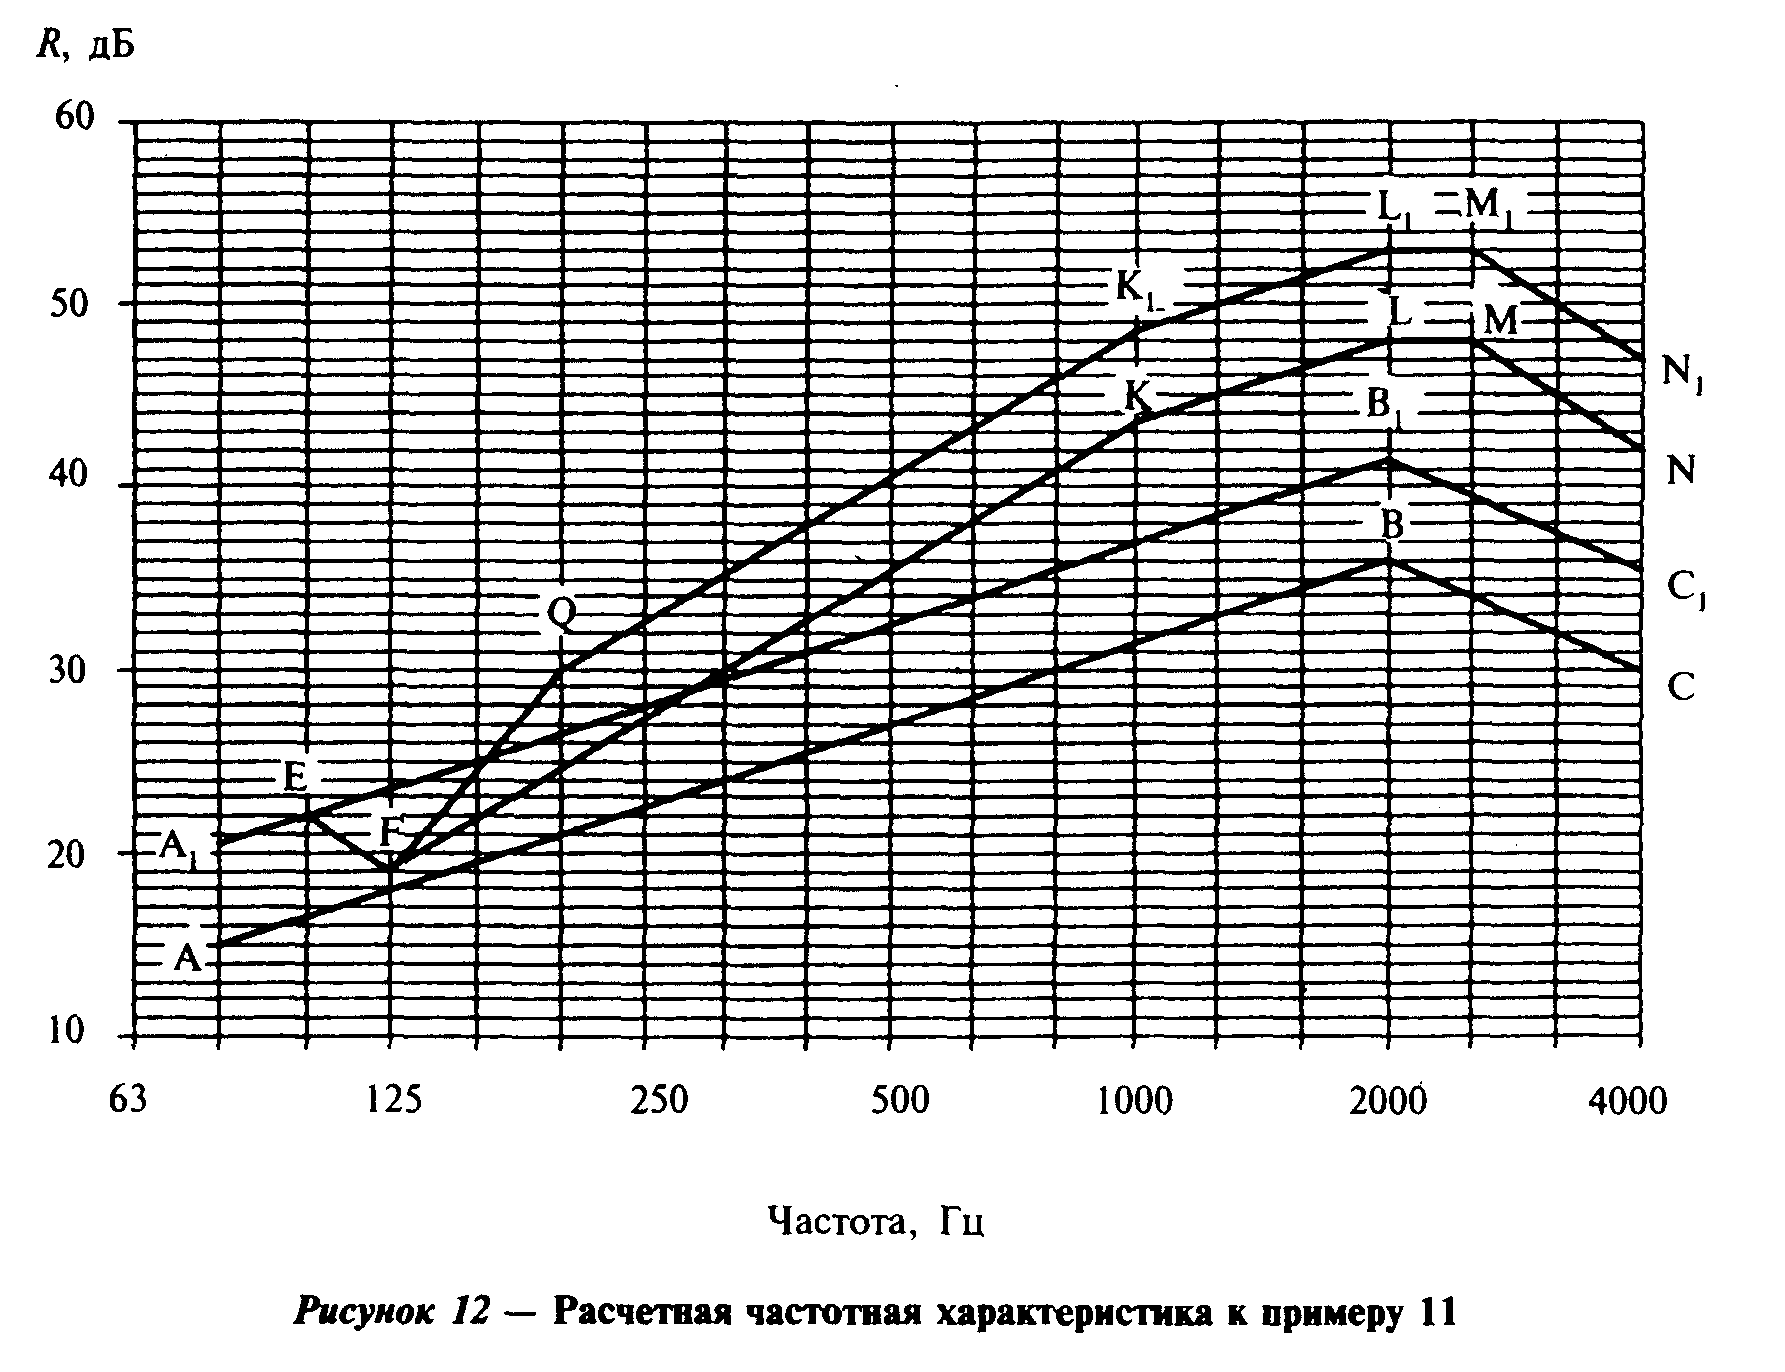 R, дБ
60
L₁ M₁
K₁
50
L M
N₁
K B₁
40
N
B
Q
C₁
30
C
E
F
A₁
20
A
10
63 125 250 500 1000 2000 4000
Частота, Гц
Рисунок 12 — Расчетная частотная характеристика к примеру 11